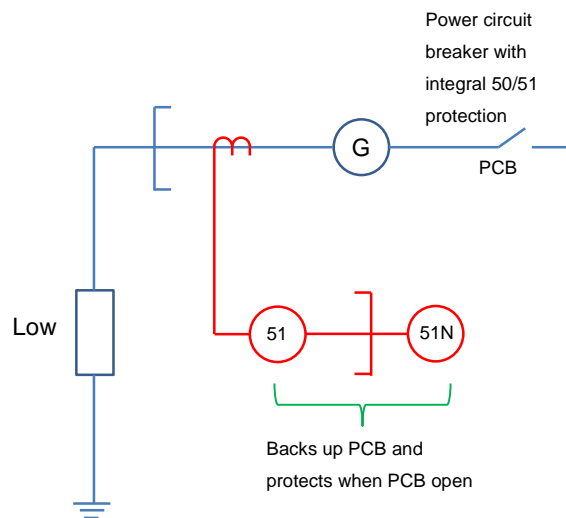 Power circuit
breaker with
integral 50/51
protection
G
PCB
Low
51
51N
Backs up PCB and
protects when PCB open